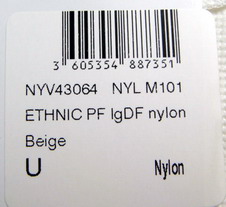 3 605354 887351
NYV43064 NYL M101
ETHNIC PF lgDF nylon
Beige
U Nylon